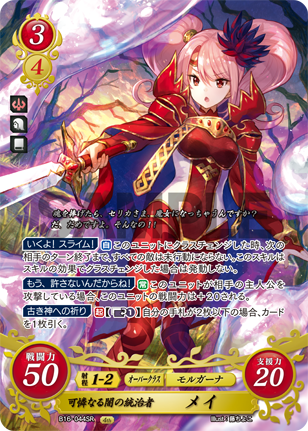 3
4
魂を捧げたら、セリカさま、魔女になっちゃうんですか?
だ、だめですよ、そんなの!
いくよ! スライム! 自 このユニットにクラスチェンジした時、次の
相手のターン終了まで、すべての敵は未行動にならない。このスキルは
スキルの効果でクラスチェンジした場合は発動しない。
もう、許さないんだからね! 常 このユニットが相手の主人公を
攻撃している場合、このユニットの戦闘力は+20される。
古き神への祈り 起 自分の手札が2枚以下の場合、カード
を1枚引く。
戦闘力
50
射程 1-2 オーバークラス モルガーナ
可憐なる闇の統治者 メイ
支援力
20
B16-044SR